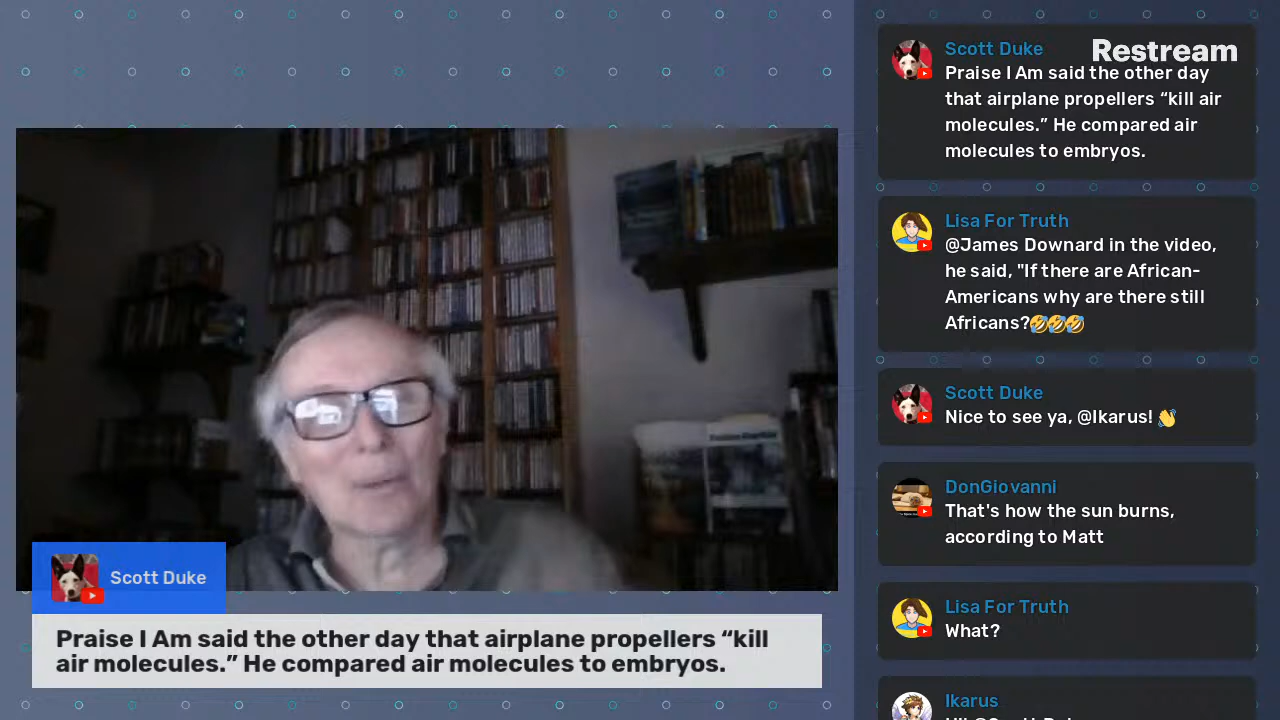 Scott Duke
Praise I Am said the other day that airplane propellers “kill
air molecules.” He compared air molecules to embryos.
Restream
Scott Duke
Praise I Am said the other day
that airplane propellers “kill air
molecules.” He compared air
molecules to embryos.
Lisa For Truth
@James Downard in the video,
he said, "If there are African-
Americans why are there still
Africans?🤣🤣🤣
Scott Duke
Nice to see ya, @Ikarus! 👋
DonGiovanni
That's how the sun burns,
according to Matt
Lisa For Truth
What?
Ikarus